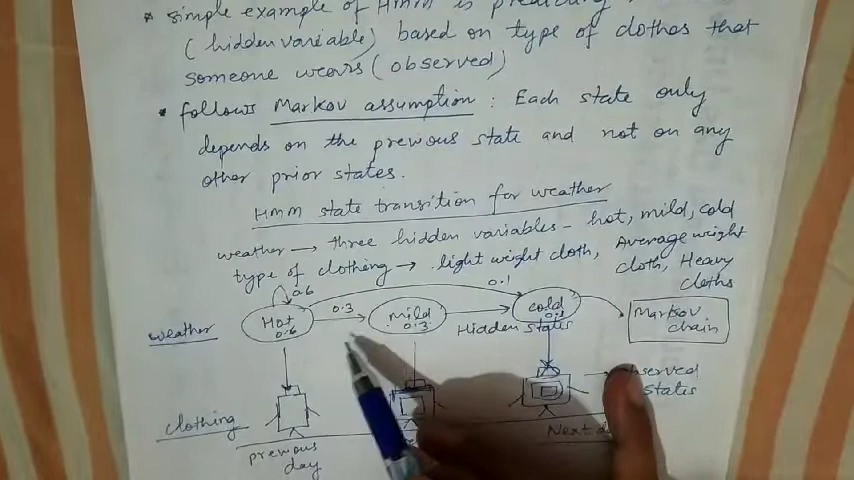 * simple example of HMM is predicting
(hidden variable) based on type of clothes that
someone wears (observed)
* follows Markov assumption : Each state only
depends on the previous state and not on any
other prior states.
HMM state transition for weather
weather → three hidden variables - hot, mild, cold
type of clothing → light weight cloth, Average weight
cloth, Heavy
cloths
0.6
0.1
weather
Hot
0.6
0.3
Mild
0.3
cold
0.1
Hidden states
Markov
chain
clothing
→ observed
states
previous
day
Next